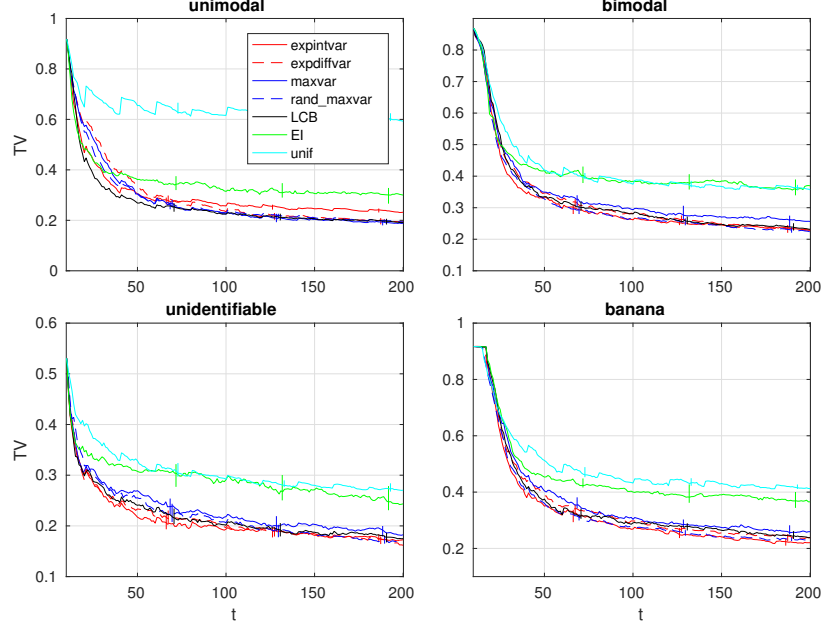 unimodal
bimodal
1
0.8
0.6
0.4
0.2
0
TV
expintvar
expdiffvar
maxvar
rand_maxvar
LCB
EI
unif
50
100
150
200
0.8
0.7
0.6
0.5
0.4
0.3
0.2
0.1
50
100
150
200
unidentifiable
banana
0.6
0.5
0.4
0.3
0.2
0.1
TV
50
100
150
200
t
1
0.8
0.6
0.4
0.2
50
100
150
200
t